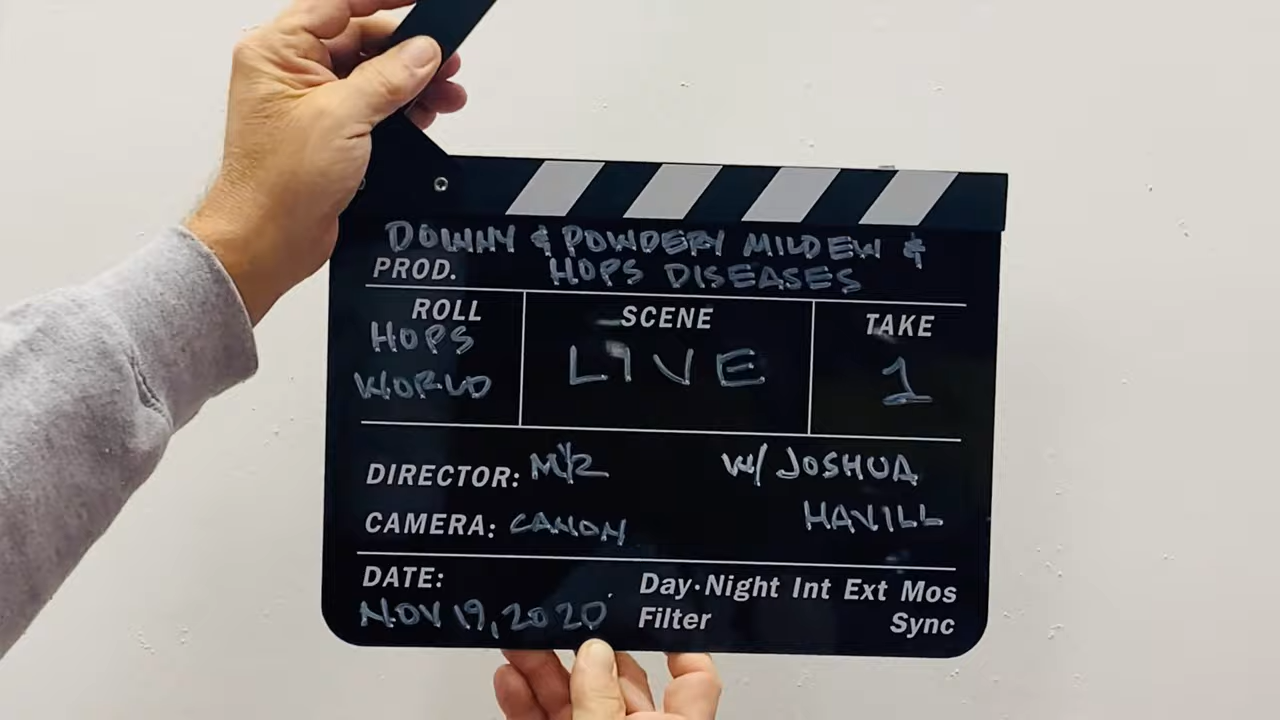 DOWNY & POWDERY MILDEW &
PROD. HOPS DISEASES
ROLL SCENE TAKE
HOPS
WORLD
LIVE
1
DIRECTOR: MK W/ JOSHUA
CAMERA: CANON HAVILL
DATE:
NOV 19, 2020
Day·Night Int Ext Mos
Filter Sync